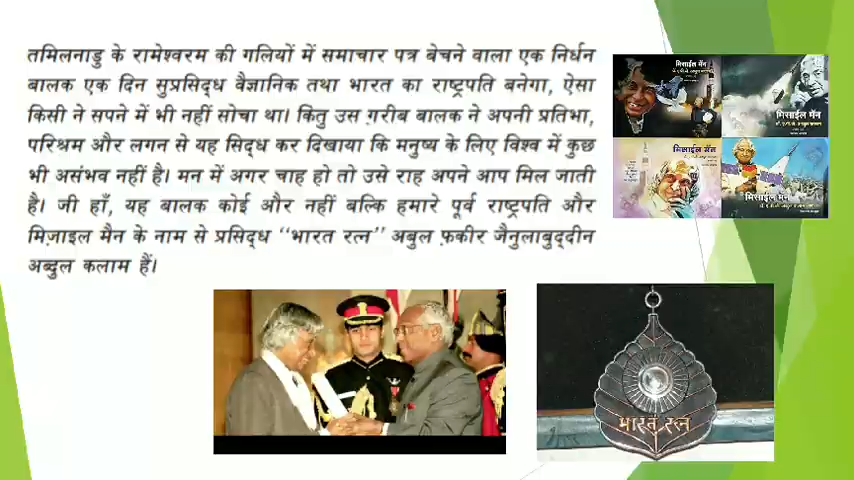 तमिलनाडु के रामेश्वरम की गलियों में समाचार पत्र बेचने वाला एक निर्धन
बालक एक दिन सुप्रसिद्ध वैज्ञानिक तथा भारत का राष्ट्रपति बनेगा, ऐसा
किसी ने सपने में भी नहीं सोचा था। किंतु उस ग़रीब बालक ने अपनी प्रतिभा,
परिश्रम और लगन से यह सिद्ध कर दिखाया कि मनुष्य के लिए विश्व में कुछ
भी असंभव नहीं है। मन में अगर चाह हो तो उसे राह अपने आप मिल जाती
है। जी हाँ, यह बालक कोई और नहीं बल्कि हमारे पूर्व राष्ट्रपति और
मिज़ाइल मैन के नाम से प्रसिद्ध ‘‘भारत रत्न’’ अबुल फ़कीर जैनुलाबुद्दीन
अब्दुल कलाम हैं।
मिसाईल मॅन
मिसाईल मॅन
मिसाईल मॅन
मिसाईल मॅन
भारत रत्न